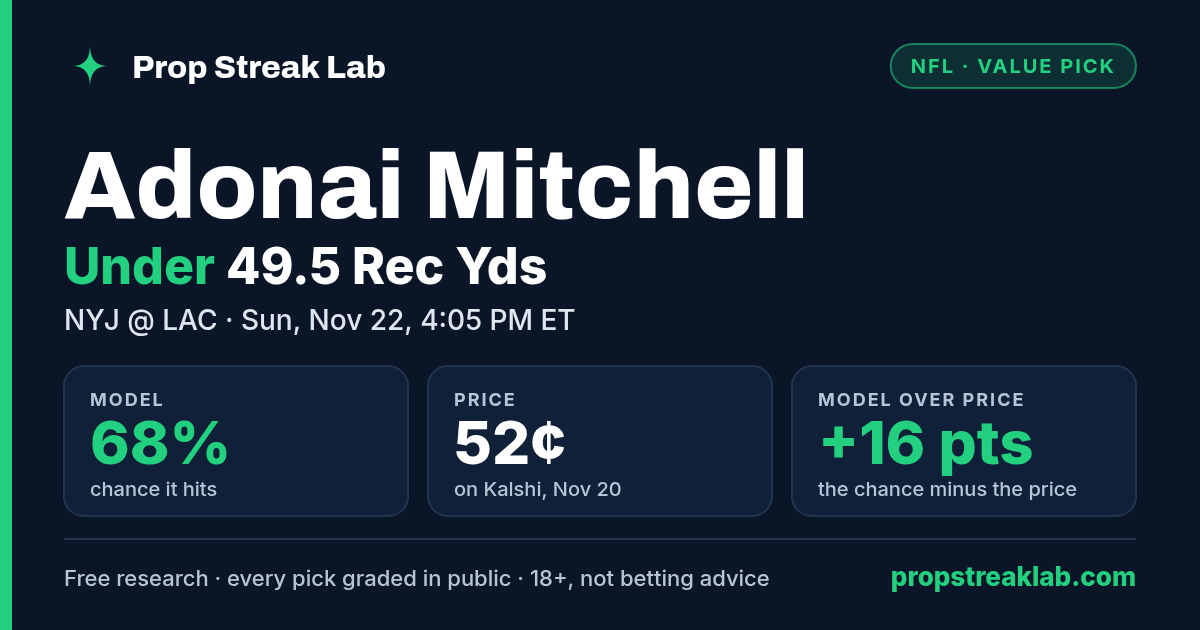 Prop Streak Lab
NFL · VALUE PICK
Adonai Mitchell
Under 49.5 Rec Yds
NYJ @ LAC · Sun, Nov 22, 4:05 PM ET
MODEL
68%
chance it hits
PRICE
52¢
on Kalshi, Nov 20
MODEL OVER PRICE
+16 pts
the chance minus the price
Free research · every pick graded in public · 18+, not betting advice
propstreaklab.com